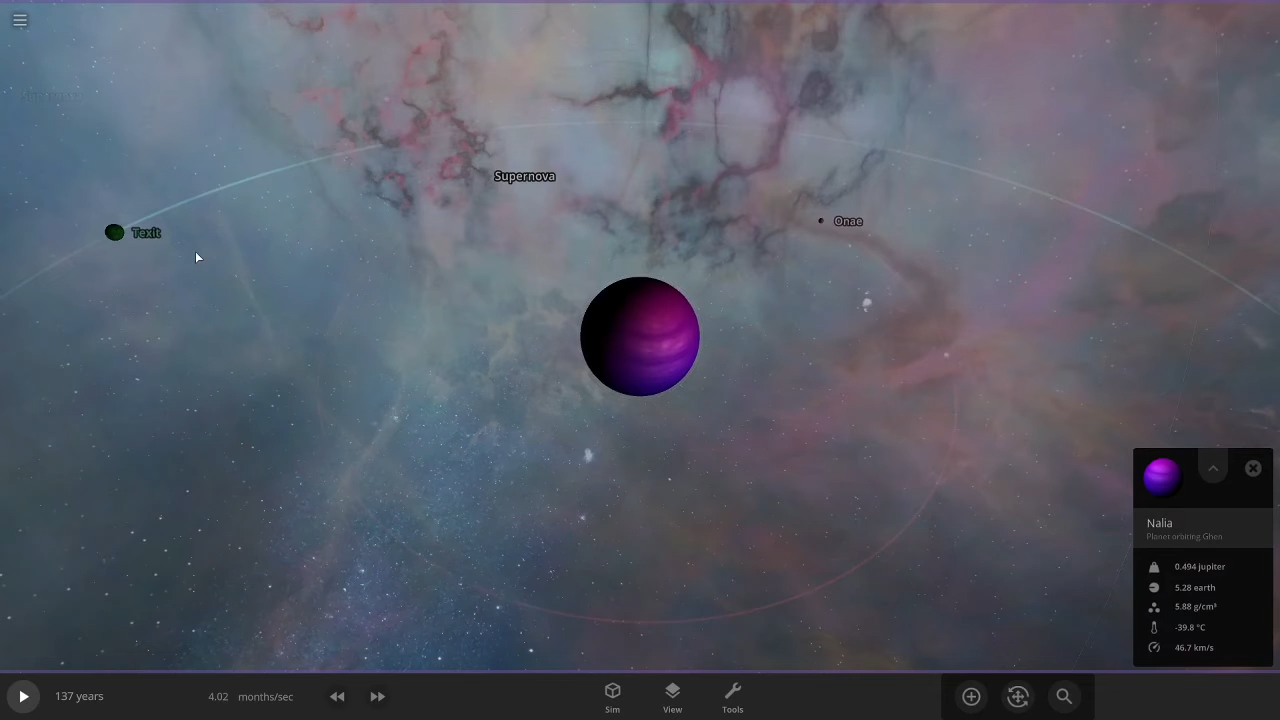 Supernova
Onae
Texit
Nalia
Planet orbiting Ghen
0.494 jupiter
5.28 earth
5.88 g/cm³
-39.8 °C
46.7 km/s
137 years
4.02 months/sec
Sim
View
Tools